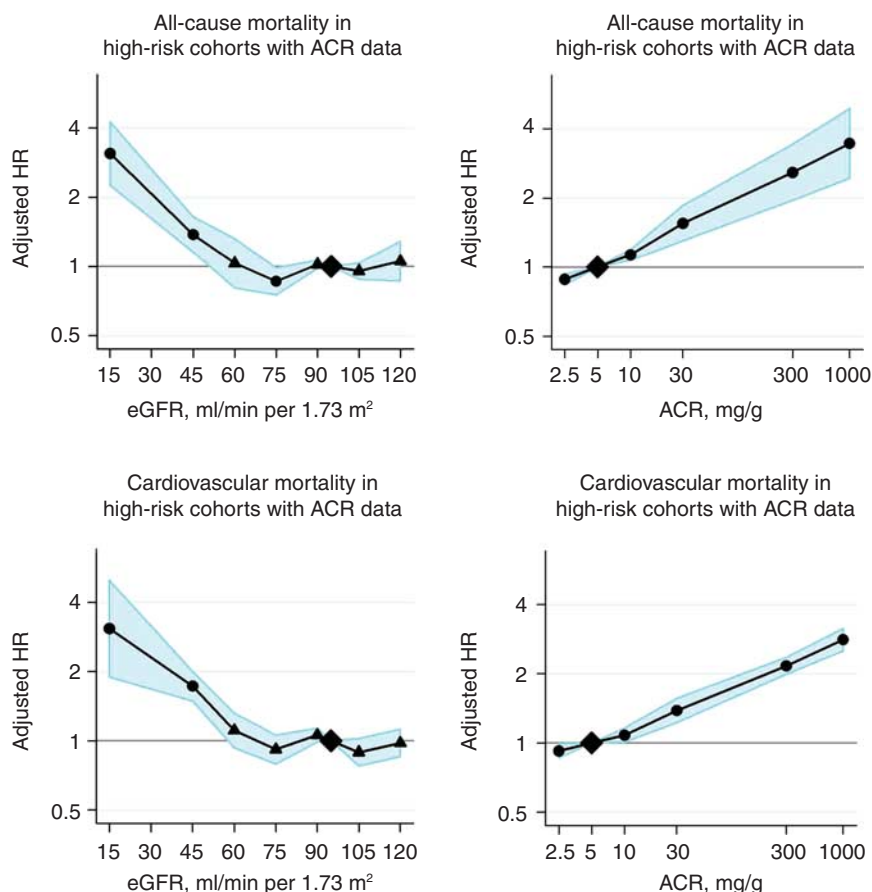 All-cause mortality in
high-risk cohorts with ACR data
Adjusted HR
4
2
1
0.5
15 30 45 60 75 90 105 120
eGFR, ml/min per 1.73 m²
All-cause mortality in
high-risk cohorts with ACR data
Adjusted HR
4
2
1
0.5
2.5 5 10 30 300 1000
ACR, mg/g
Cardiovascular mortality in
high-risk cohorts with ACR data
Adjusted HR
4
2
1
0.5
15 30 45 60 75 90 105 120
eGFR, ml/min per 1.73 m²
Cardiovascular mortality in
high-risk cohorts with ACR data
Adjusted HR
4
2
1
0.5
2.5 5 10 30 300 1000
ACR, mg/g